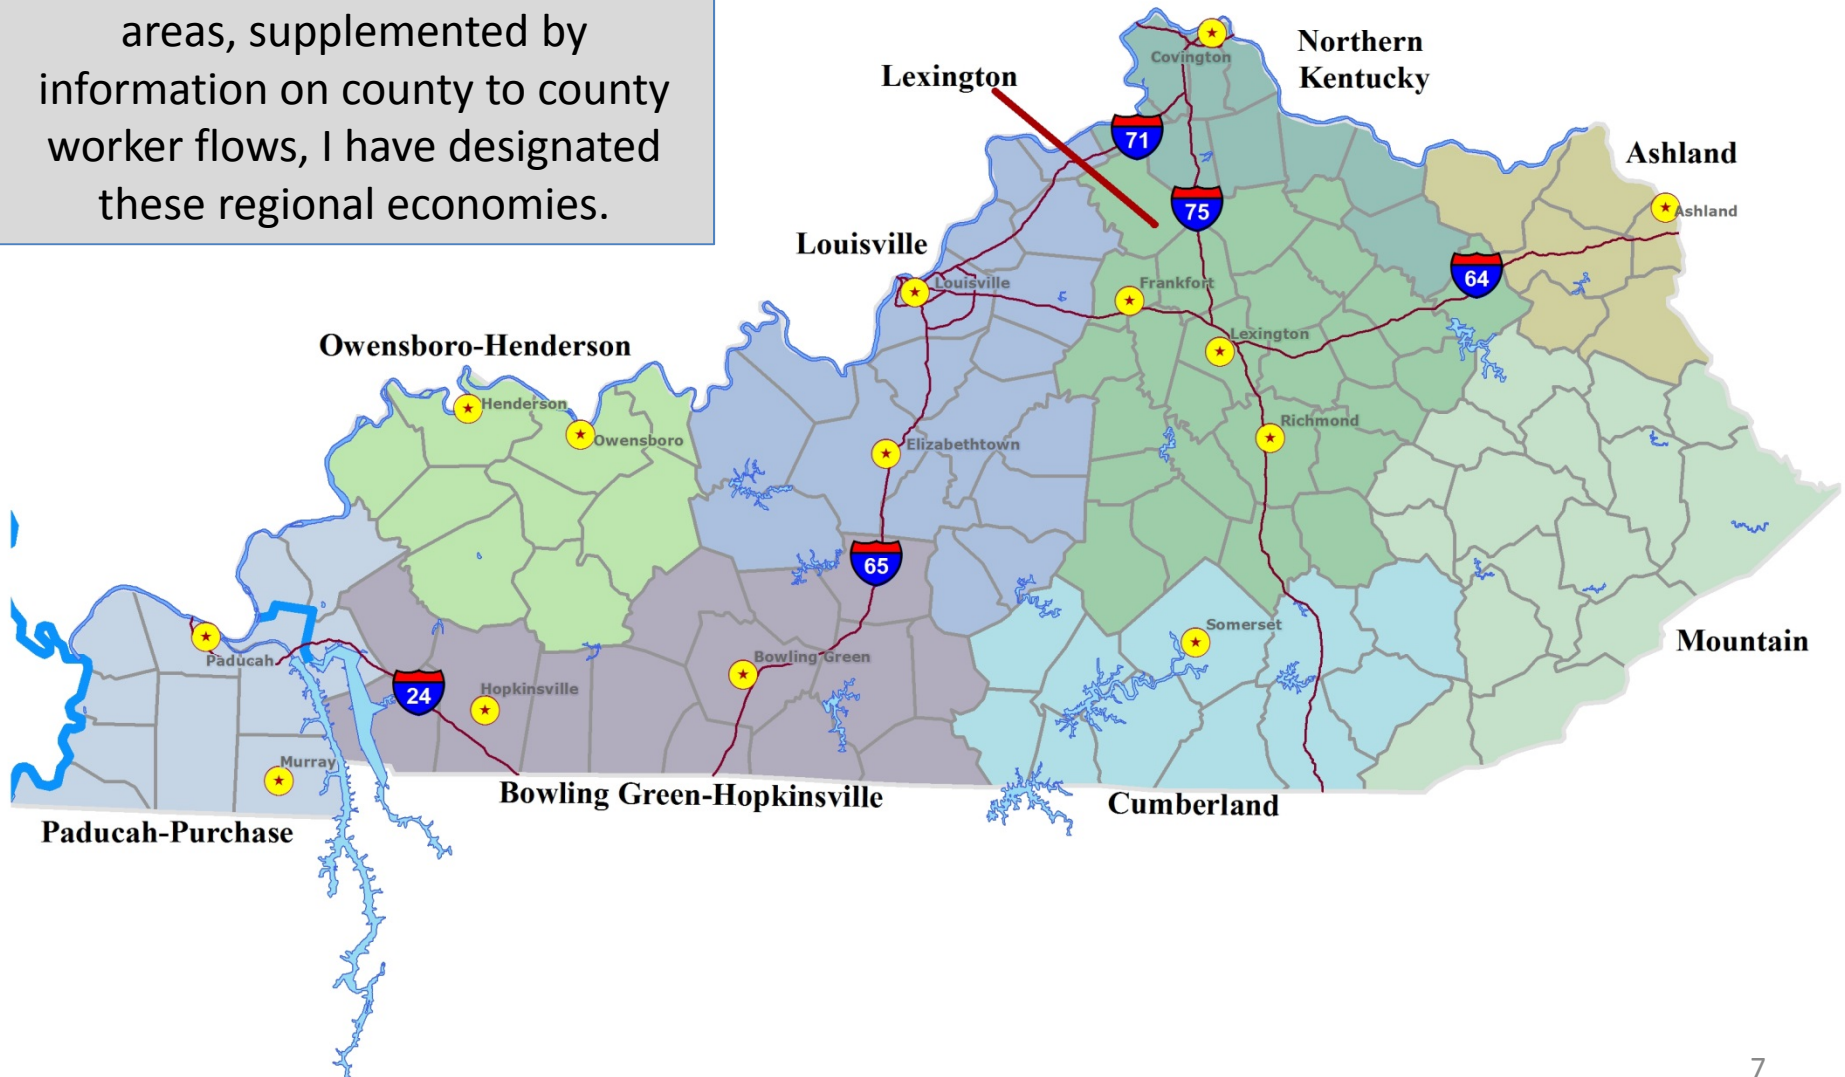 areas, supplemented by
information on county to county
worker flows, I have designated
these regional economies.
Northern
Kentucky
Covington
Lexington
71
Ashland
75
Ashland
Louisville
64
Louisville
Frankfort
Lexington
Owensboro-Henderson
Henderson
Owensboro
Richmond
Elizabethtown
65
Somerset
Mountain
Paducah
Bowling Green
Hopkinsville
24
Murray
Bowling Green-Hopkinsville
Cumberland
Paducah-Purchase
7